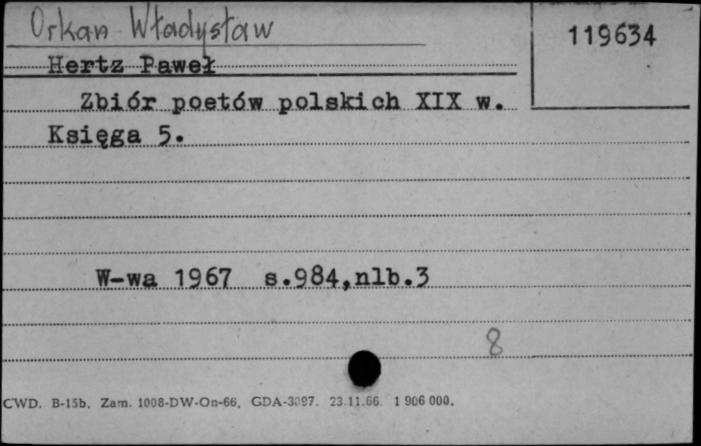 Orkan Władysław
119634
Hertz Paweł
Zbiór poetów polskich XIX w.
Księga 5.
W-wa 1967 s.984,nlb.3
8
CWD. B-15b. Zam. 1008-DW-On-66. GDA-3097. 23.11.66. 1 906 000.